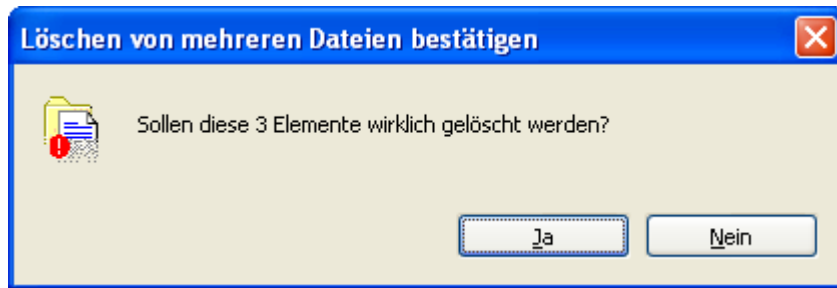 Löschen von mehreren Dateien bestätigen
Sollen diese 3 Elemente wirklich gelöscht werden?
Ja
Nein